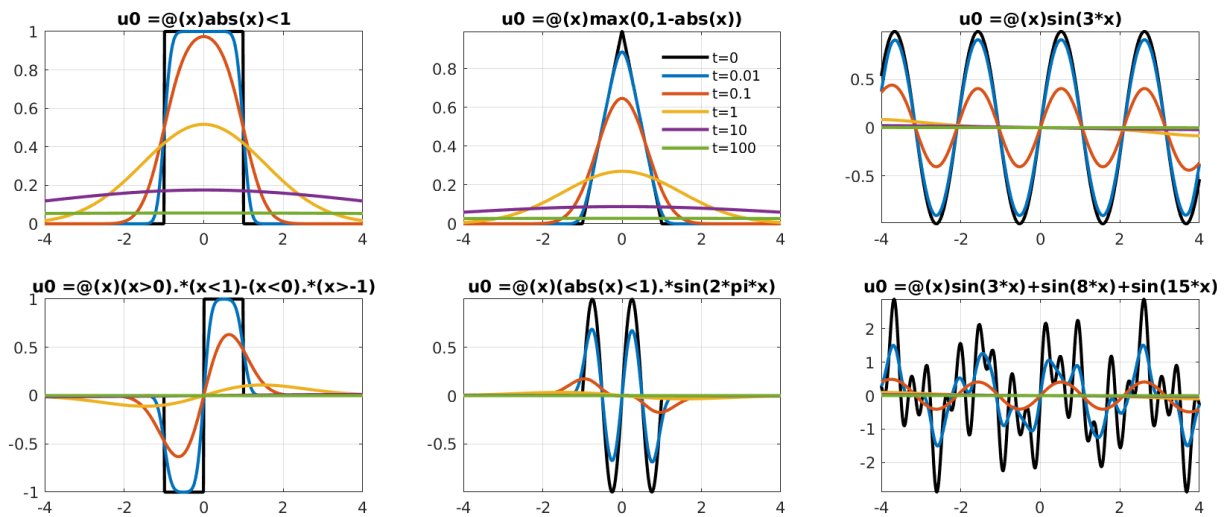 u0 =@(x)abs(x)<1
1
0.8
0.6
0.4
0.2
0
-4 -2 0 2 4
u0 =@(x)max(0,1-abs(x))
1
0.8
0.6
0.4
0.2
0
-4 -2 0 2 4
t=0
t=0.01
t=0.1
t=1
t=10
t=100
u0 =@(x)sin(3*x)
0.5
0
-0.5
-4 -2 0 2 4
u0 =@(x)(x>0).*(x<1)-(x<0).*(x>-1)
1
0.5
0
-0.5
-1
-4 -2 0 2 4
u0 =@(x)(abs(x)<1).*sin(2*pi*x)
0.5
0
-0.5
-4 -2 0 2 4
u0 =@(x)sin(3*x)+sin(8*x)+sin(15*x)
2
1
0
-1
-2
-4 -2 0 2 4